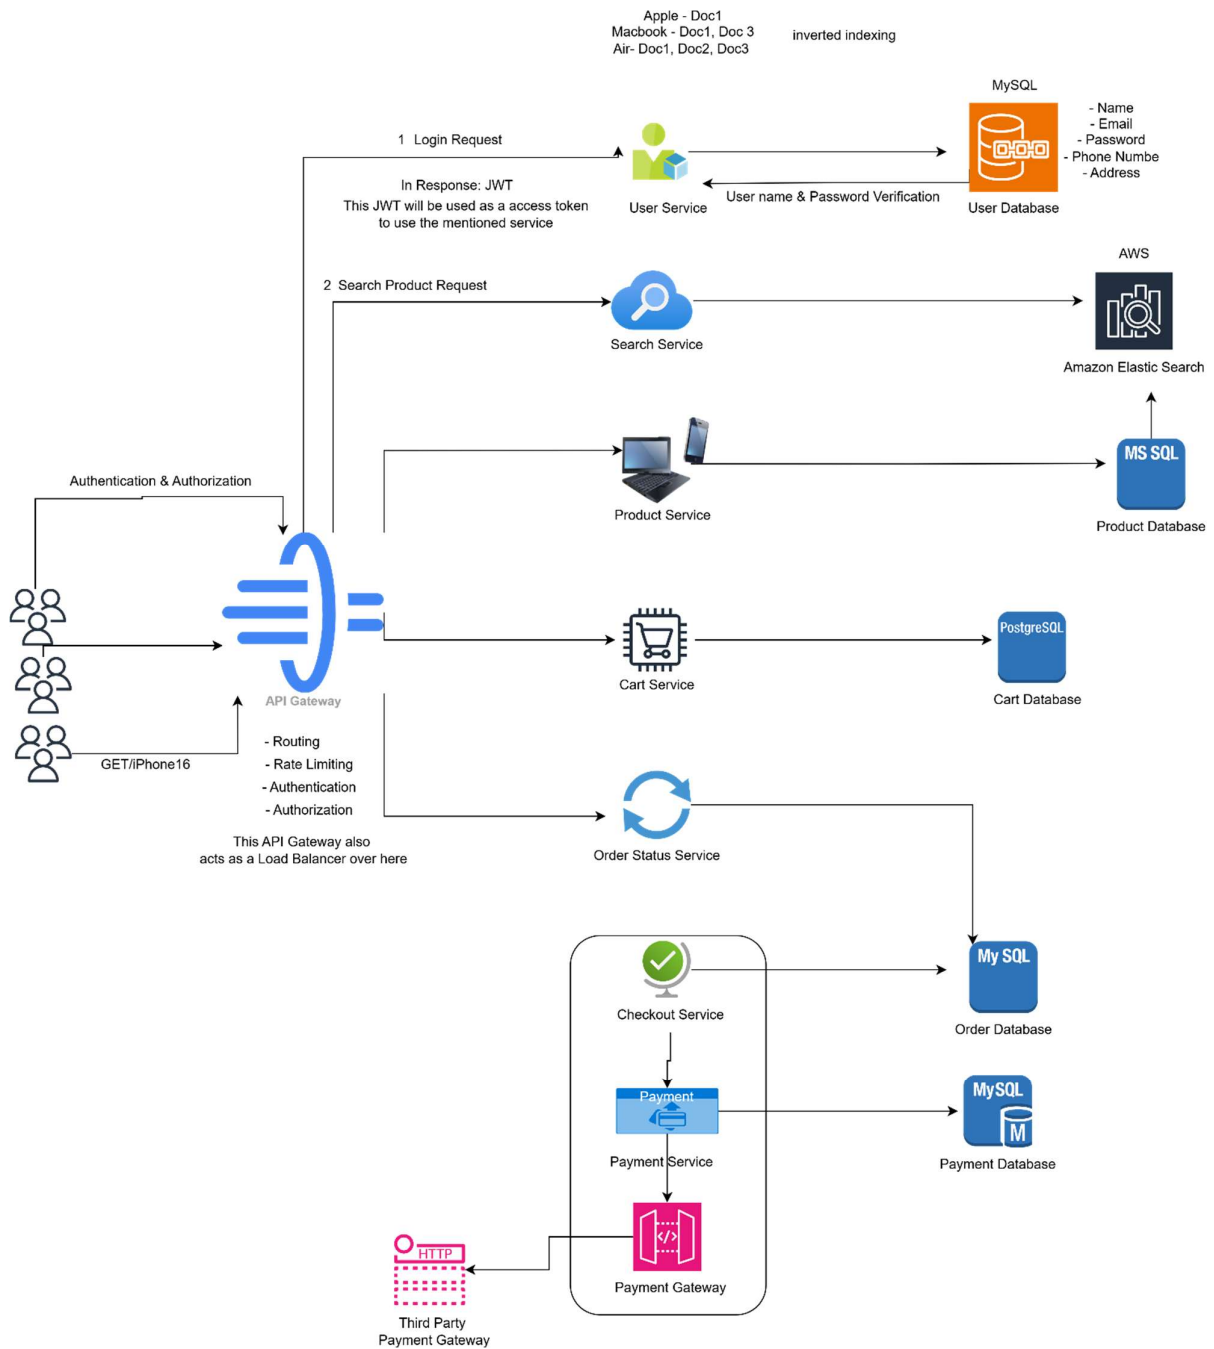 Apple - Doc1
Macbook - Doc1, Doc 3
Air- Doc1, Doc2, Doc3
inverted indexing
MySQL
- Name
- Email
- Password
- Phone Numbe
- Address
1 Login Request
In Response: JWT
This JWT will be used as a access token
to use the mentioned service
User Service
User name & Password Verification
User Database
AWS
2 Search Product Request
Search Service
Amazon Elastic Search
MS SQL
Product Service
Product Database
Authentication & Authorization
PostgreSQL
Cart Service
Cart Database
API Gateway
GET/iPhone16
- Routing
- Rate Limiting
- Authentication
- Authorization
This API Gateway also
acts as a Load Balancer over here
Order Status Service
My SQL
Checkout Service
Order Database
Payment
MySQL
M
Payment Service
Payment Database
</>
HTTP
Payment Gateway
Third Party
Payment Gateway